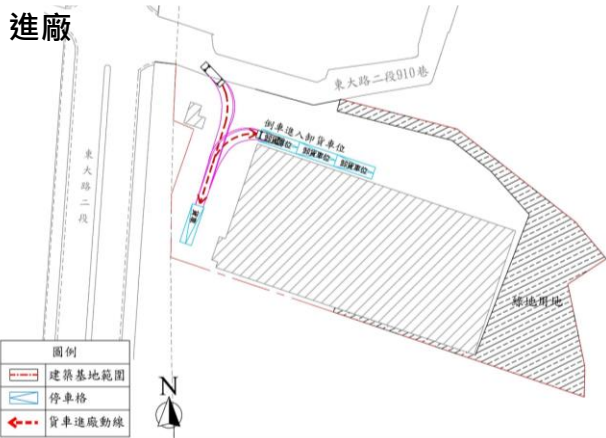 進廠
東大路二段910巷
倒車進入卸貨車位
卸貨車位
卸貨車位
卸貨車位
東大路二段
綠地用地
圖例
建築基地範圍
停車格
貨車進廠動線
N